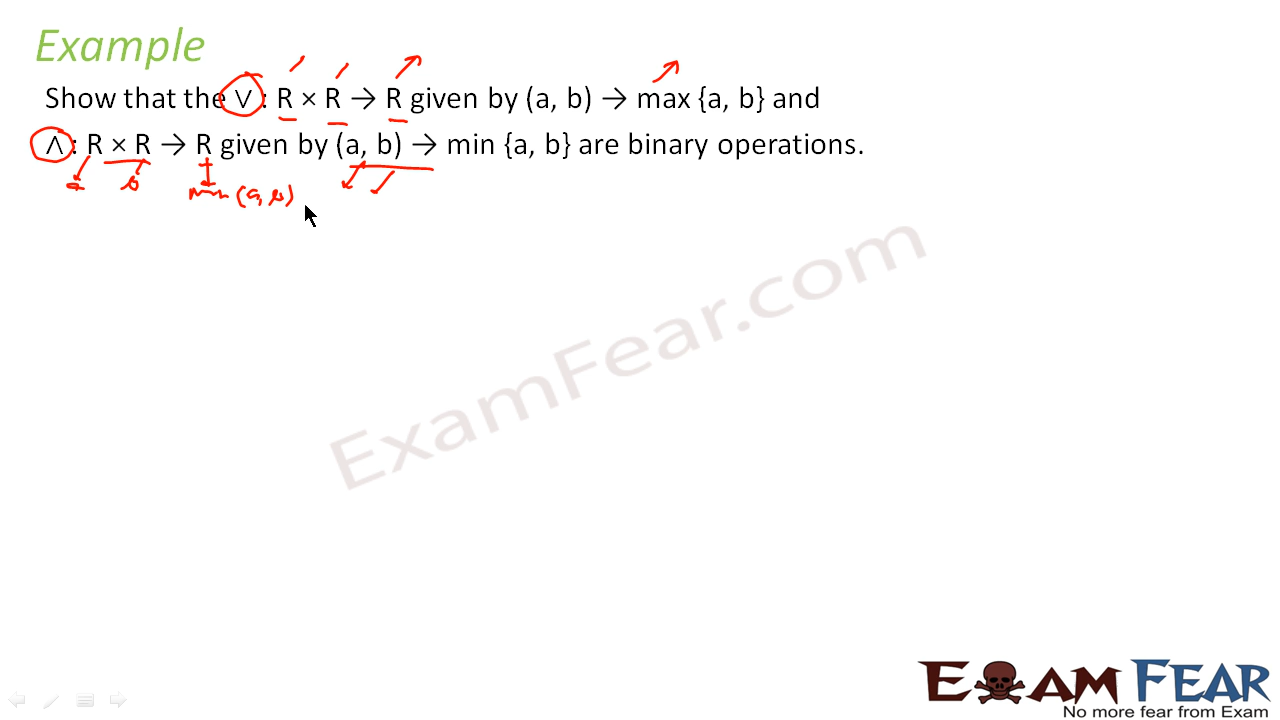 Example
Show that the ∨ : R × R → R given by (a, b) → max {a, b} and
∧ : R × R → R given by (a, b) → min {a, b} are binary operations.
a b min (a, b)
ExamFear.com
EXAM FEAR
No more fear from Exam